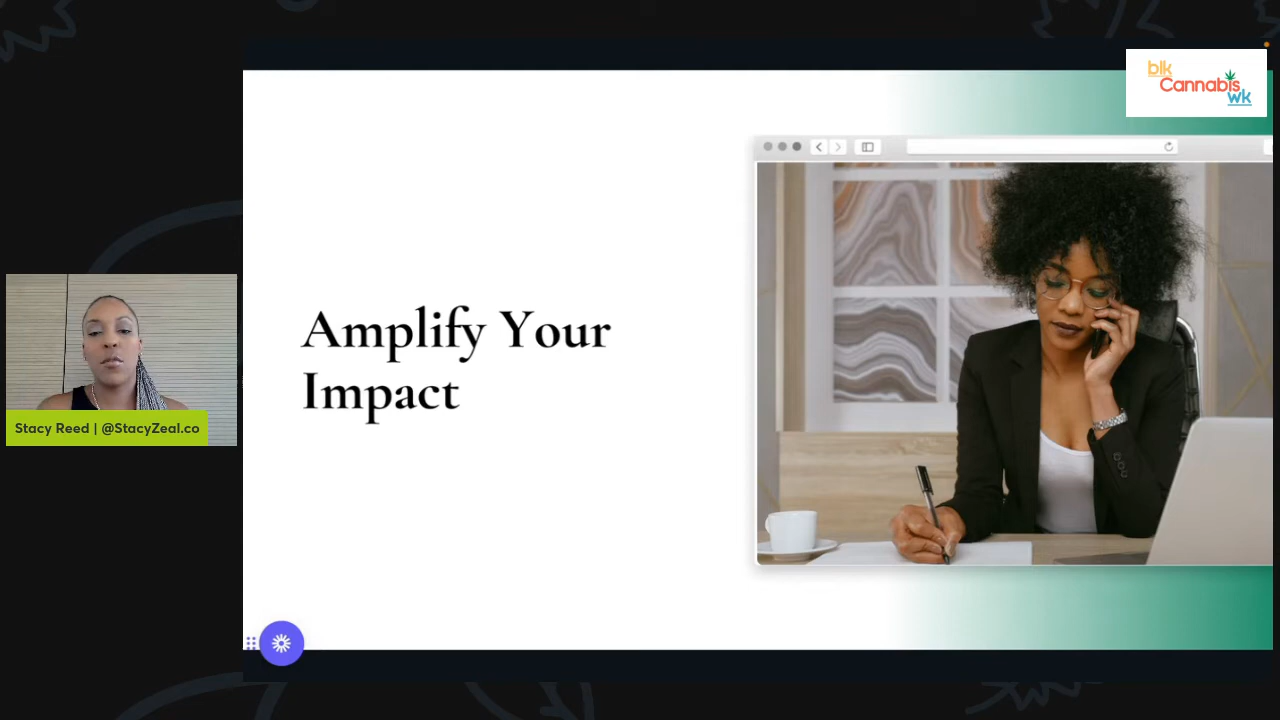 blk
Cannabis
wk
Amplify Your
Impact
Stacy Reed | @StacyZeal.co